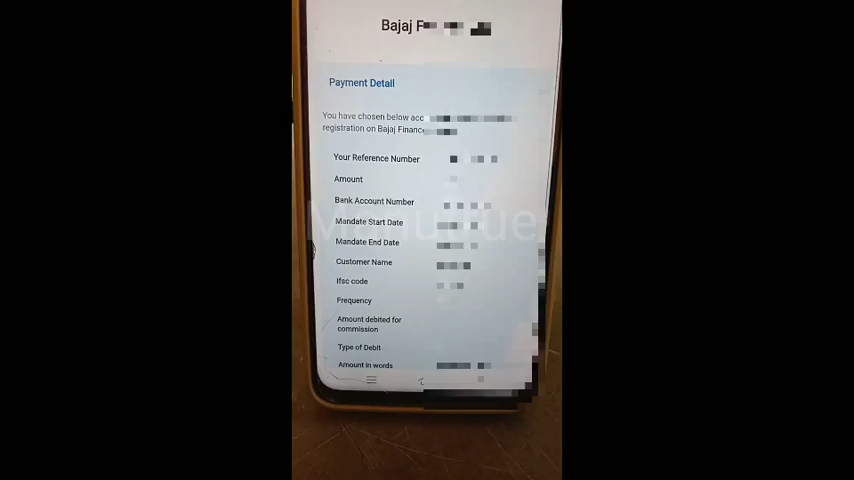 Bajaj
Payment Detail
You have chosen below
registration on Bajaj Finance
Your Reference Number
Amount
Bank Account Number
Mandate Start Date
Mandate End Date
Customer Name
Ifsc code
Frequency
Amount debited for
commission
Type of Debit
Amount in words